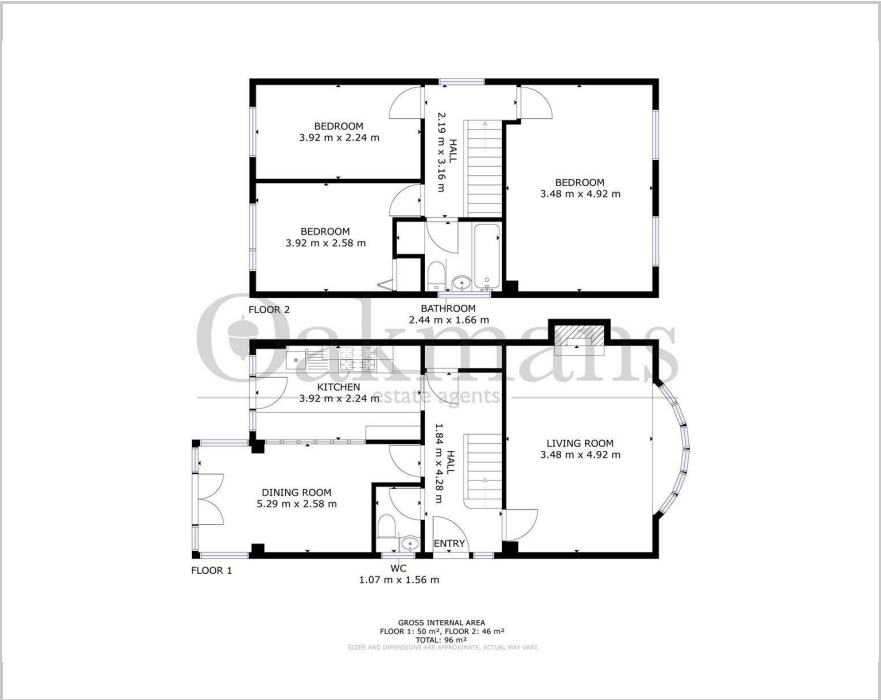 BEDROOM
3.92 m x 2.24 m
HALL
2.19 m x 3.16 m
BEDROOM
3.48 m x 4.92 m
BEDROOM
3.92 m x 2.58 m
FLOOR 2
BATHROOM
2.44 m x 1.66 m
Oakmans
estate agents
KITCHEN
3.92 m x 2.24 m
HALL
1.84 m x 4.28 m
LIVING ROOM
3.48 m x 4.92 m
DINING ROOM
5.29 m x 2.58 m
ENTRY
FLOOR 1
WC
1.07 m x 1.56 m
GROSS INTERNAL AREA
FLOOR 1: 50 m², FLOOR 2: 46 m²
TOTAL: 96 m²
SIZES AND DIMENSIONS ARE APPROXIMATE, ACTUAL MAY VARY.